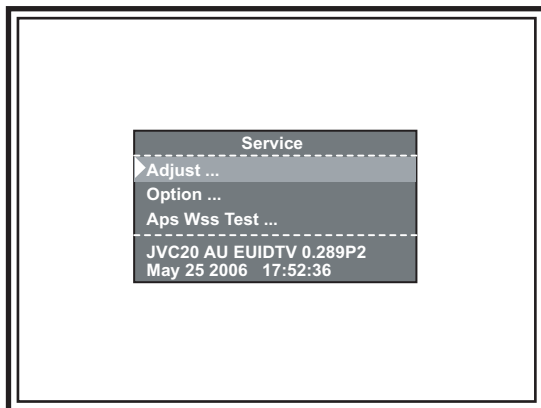 Service
Adjust ...
Option ...
Aps Wss Test ...
JVC20 AU EUIDTV 0.289P2
May 25 2006 17:52:36